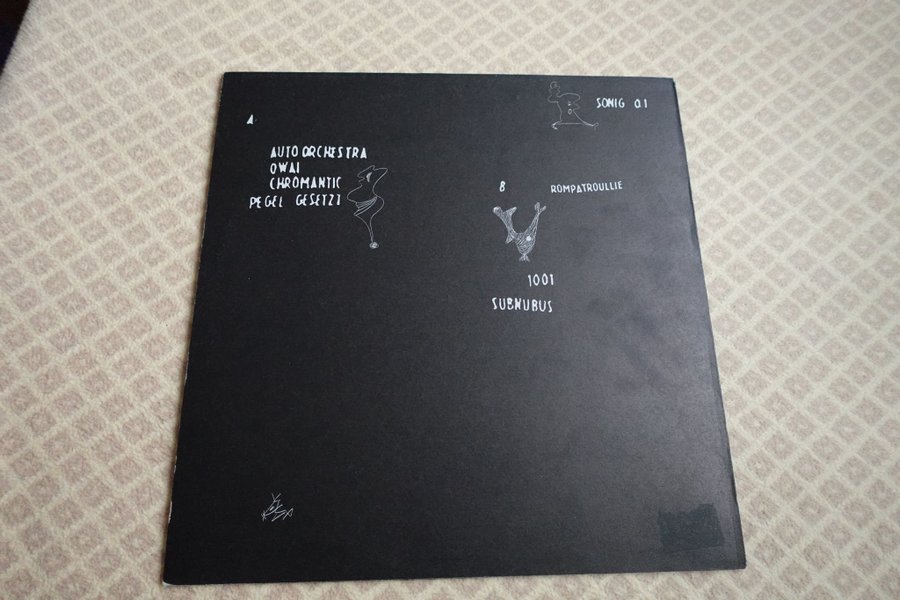 SONIG 01
A
AUTO ORCHESTRA
OWAI
CHROMANTIC
PEGEL GESETZT
B ROMPATROULLIE
1001
SUBNUBUS